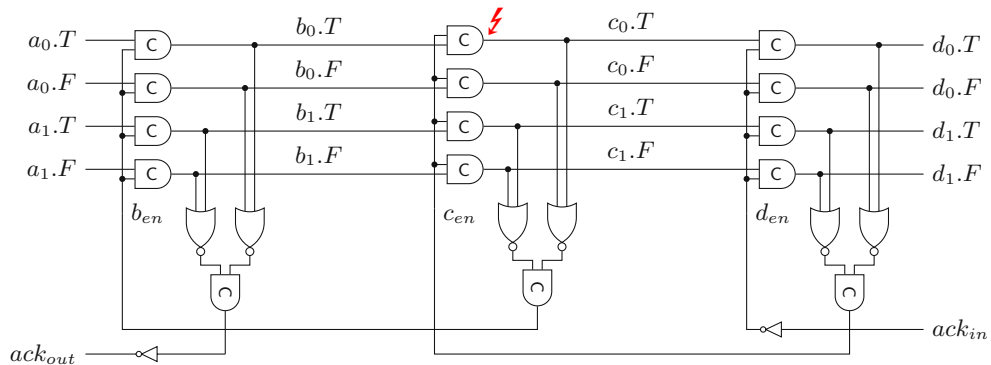 a₀.T b₀.T c₀.T d₀.T
C C C
a₀.F b₀.F c₀.F d₀.F
C C C
a₁.T b₁.T c₁.T d₁.T
C C C
a₁.F b₁.F c₁.F d₁.F
C C C
b_en c_en d_en
C C C
ack_in
ack_out